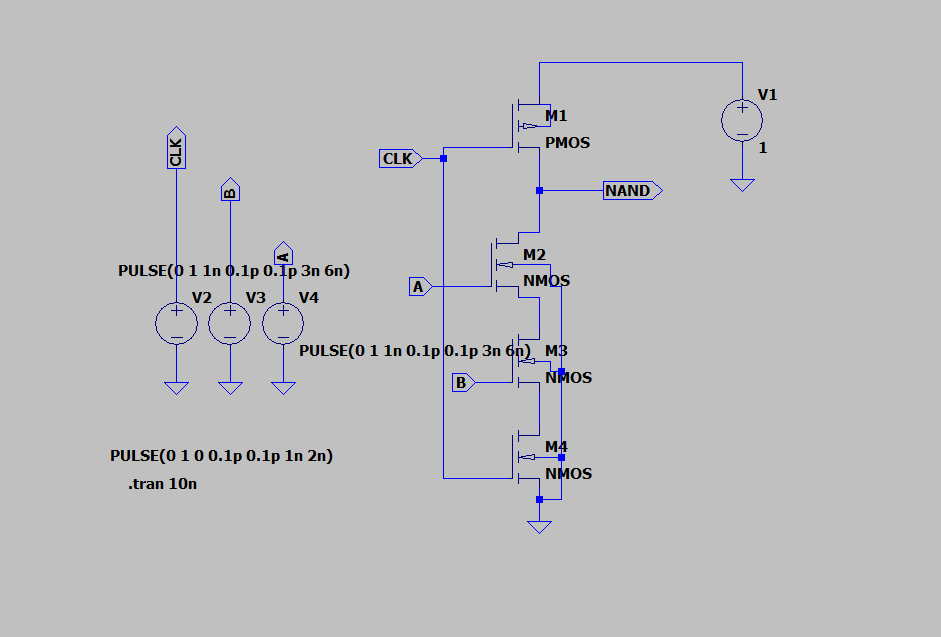 V1
M1
CLK
PMOS
CLK
1
B
NAND
A
M2
PULSE(0 1 1n 0.1p 0.1p 3n 6n)
NMOS
A
V2
V3
V4
PULSE(0 1 1n 0.1p 0.1p 3n 6n)
M3
B
NMOS
M4
PULSE(0 1 0 0.1p 0.1p 1n 2n)
NMOS
.tran 10n